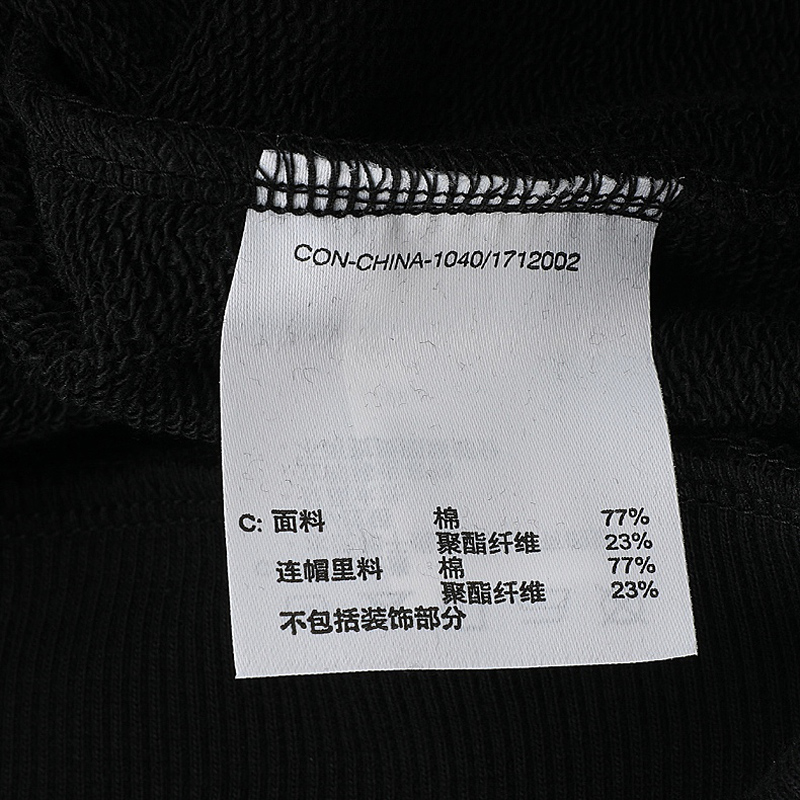 CON-CHINA-1040/1712002
C: 面料 棉 77%
聚酯纤维 23%
连帽里料 棉 77%
聚酯纤维 23%
不包括装饰部分